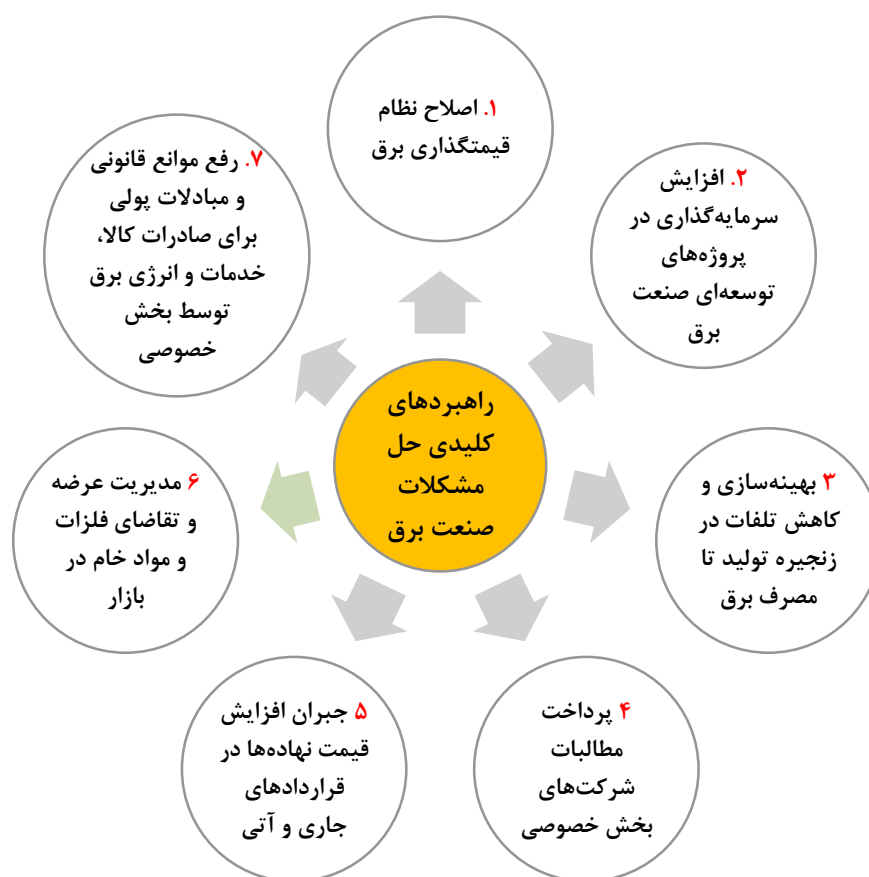 ۱. اصلاح نظام
قیمتگذاری برق
۲. افزایش
سرمایه‌گذاری در
پروژه‌های
توسعه‌ای صنعت
برق
۳ بهینه‌سازی و
کاهش تلفات در
زنجیره تولید تا
مصرف برق
۴ پرداخت
مطالبات
شرکت‌های
بخش خصوصی
۵ جبران افزایش
قیمت نهاده‌ها در
قراردادهای
جاری و آتی
۶ مدیریت عرضه
و تقاضای فلزات
و مواد خام در
بازار
۷. رفع موانع قانونی
و مبادلات پولی
برای صادرات کالا،
خدمات و انرژی برق
توسط بخش
خصوصی
راهبردهای
کلیدی حل
مشکلات
صنعت برق